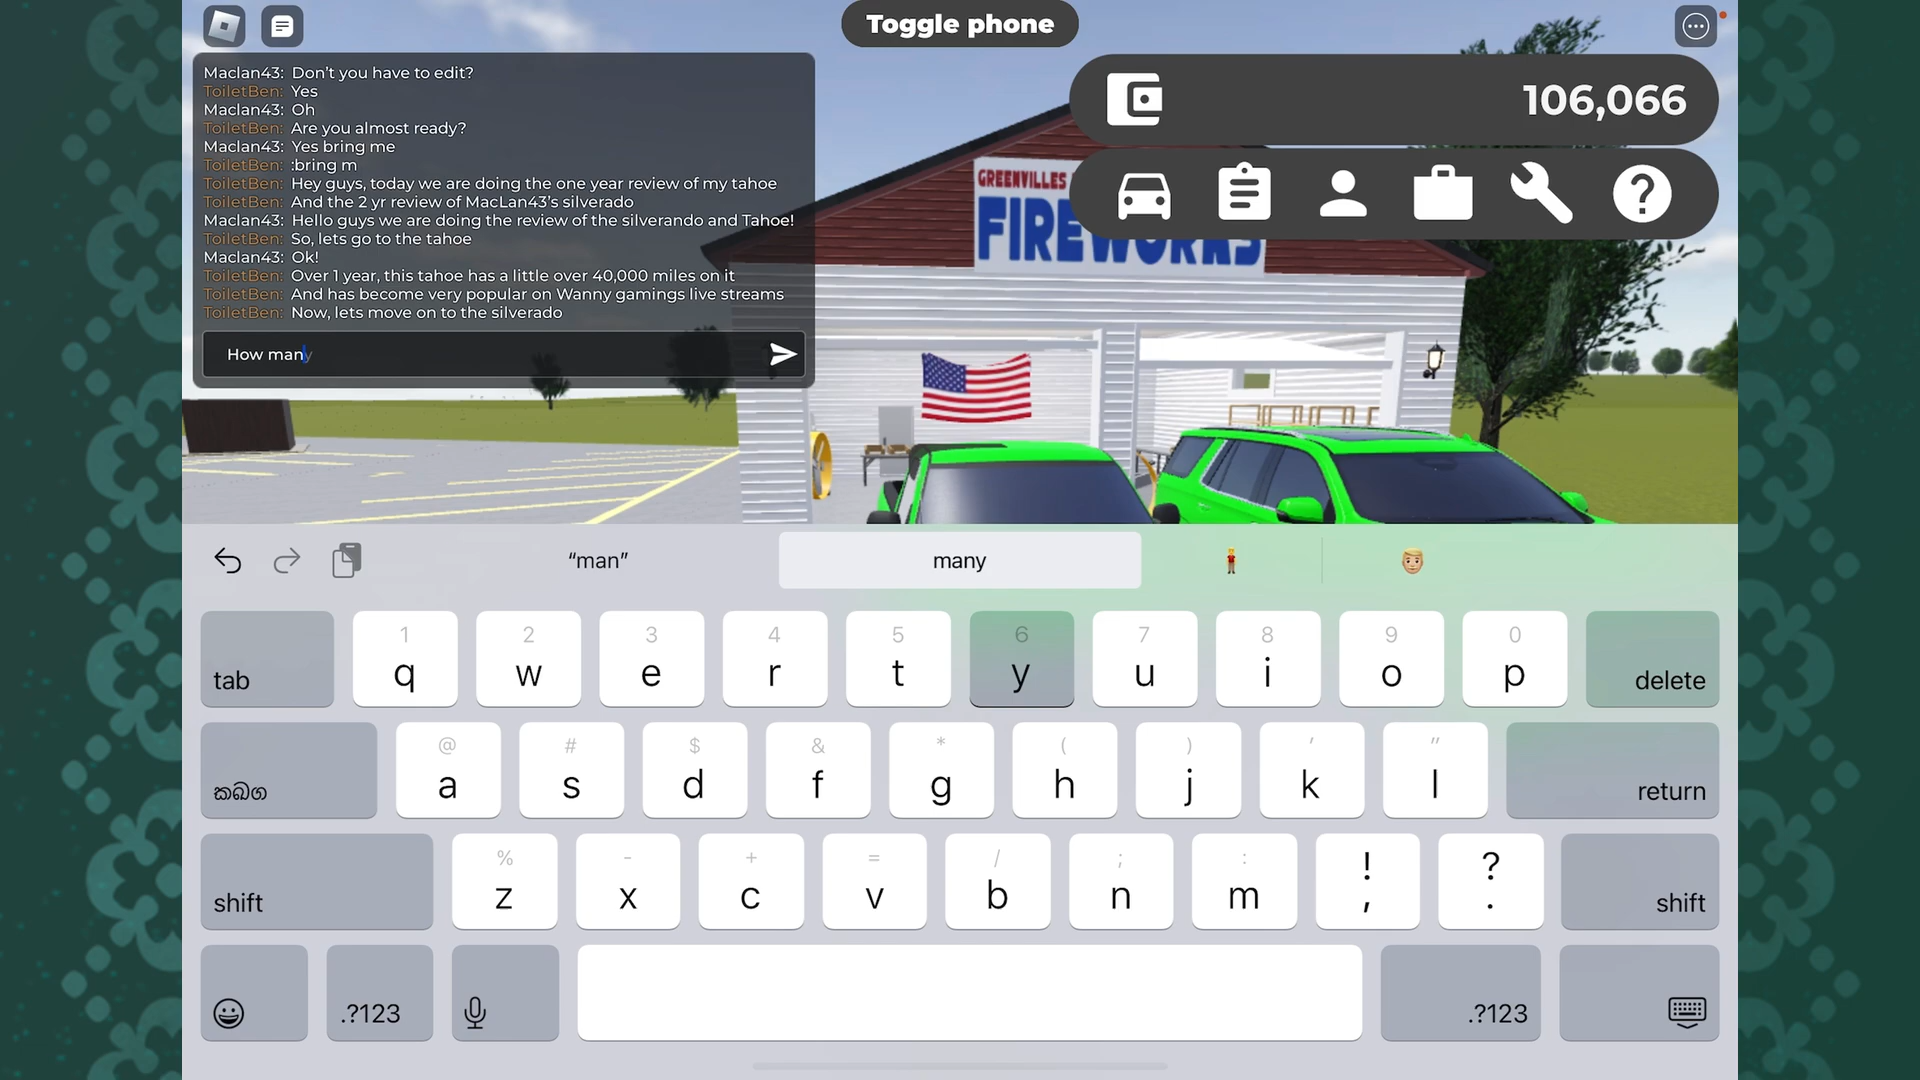 Toggle phone
Maclan43: Don't you have to edit?
ToiletBen: Yes
Maclan43: Oh
ToiletBen: Are you almost ready?
Maclan43: Yes bring me
ToiletBen: :bring m
ToiletBen: Hey guys, today we are doing the one year review of my tahoe
ToiletBen: And the 2 yr review of MacLan43's silverado
Maclan43: Hello guys we are doing the review of the silverando and Tahoe!
ToiletBen: So, lets go to the tahoe
Maclan43: Ok!
ToiletBen: Over 1 year, this tahoe has a little over 40,000 miles on it
ToiletBen: And has become very popular on Wanny gamings live streams
ToiletBen: Now, lets move on to the silverado
How many
106,066
GREENVILLES
FIREWORKS
“man” many
1 2 3 4 5 6 7 8 9 0
tab q w e r t y u i o p delete
@ # $ & * ( ) ' "
කඛග a s d f g h j k l return
% - + = / ; : ! ?
shift z x c v b n m , . shift
.?123 .?123